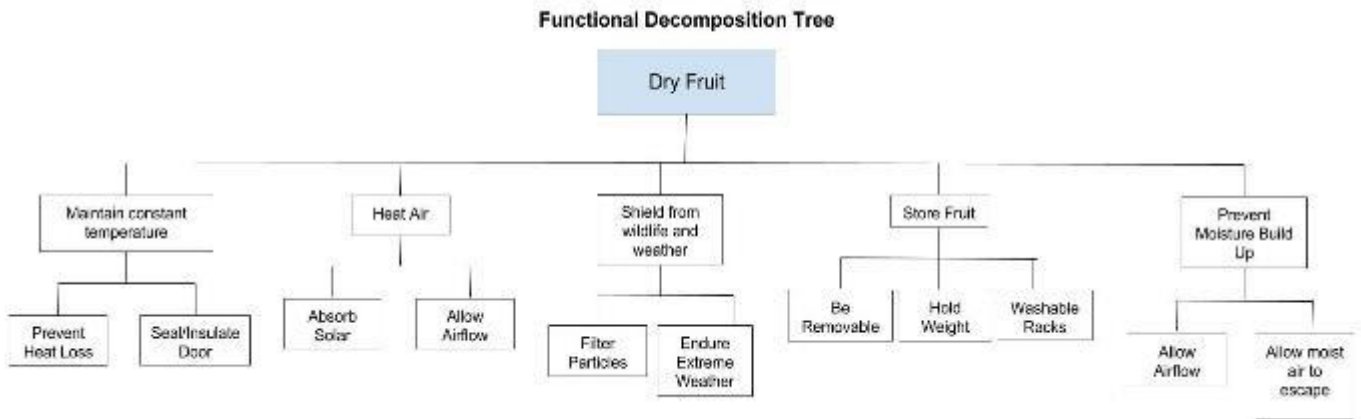 Functional Decomposition Tree
Dry Fruit
Maintain constant
temperature
Heat Air
Shield from
wildlife and
weather
Store Fruit
Prevent
Moisture Build
Up
Prevent
Heat Loss
Seal/Insulate
Door
Absorb
Solar
Allow
Airflow
Filter
Particles
Endure
Extreme
Weather
Be
Removable
Hold
Weight
Washable
Racks
Allow
Airflow
Allow moist
air to
escape